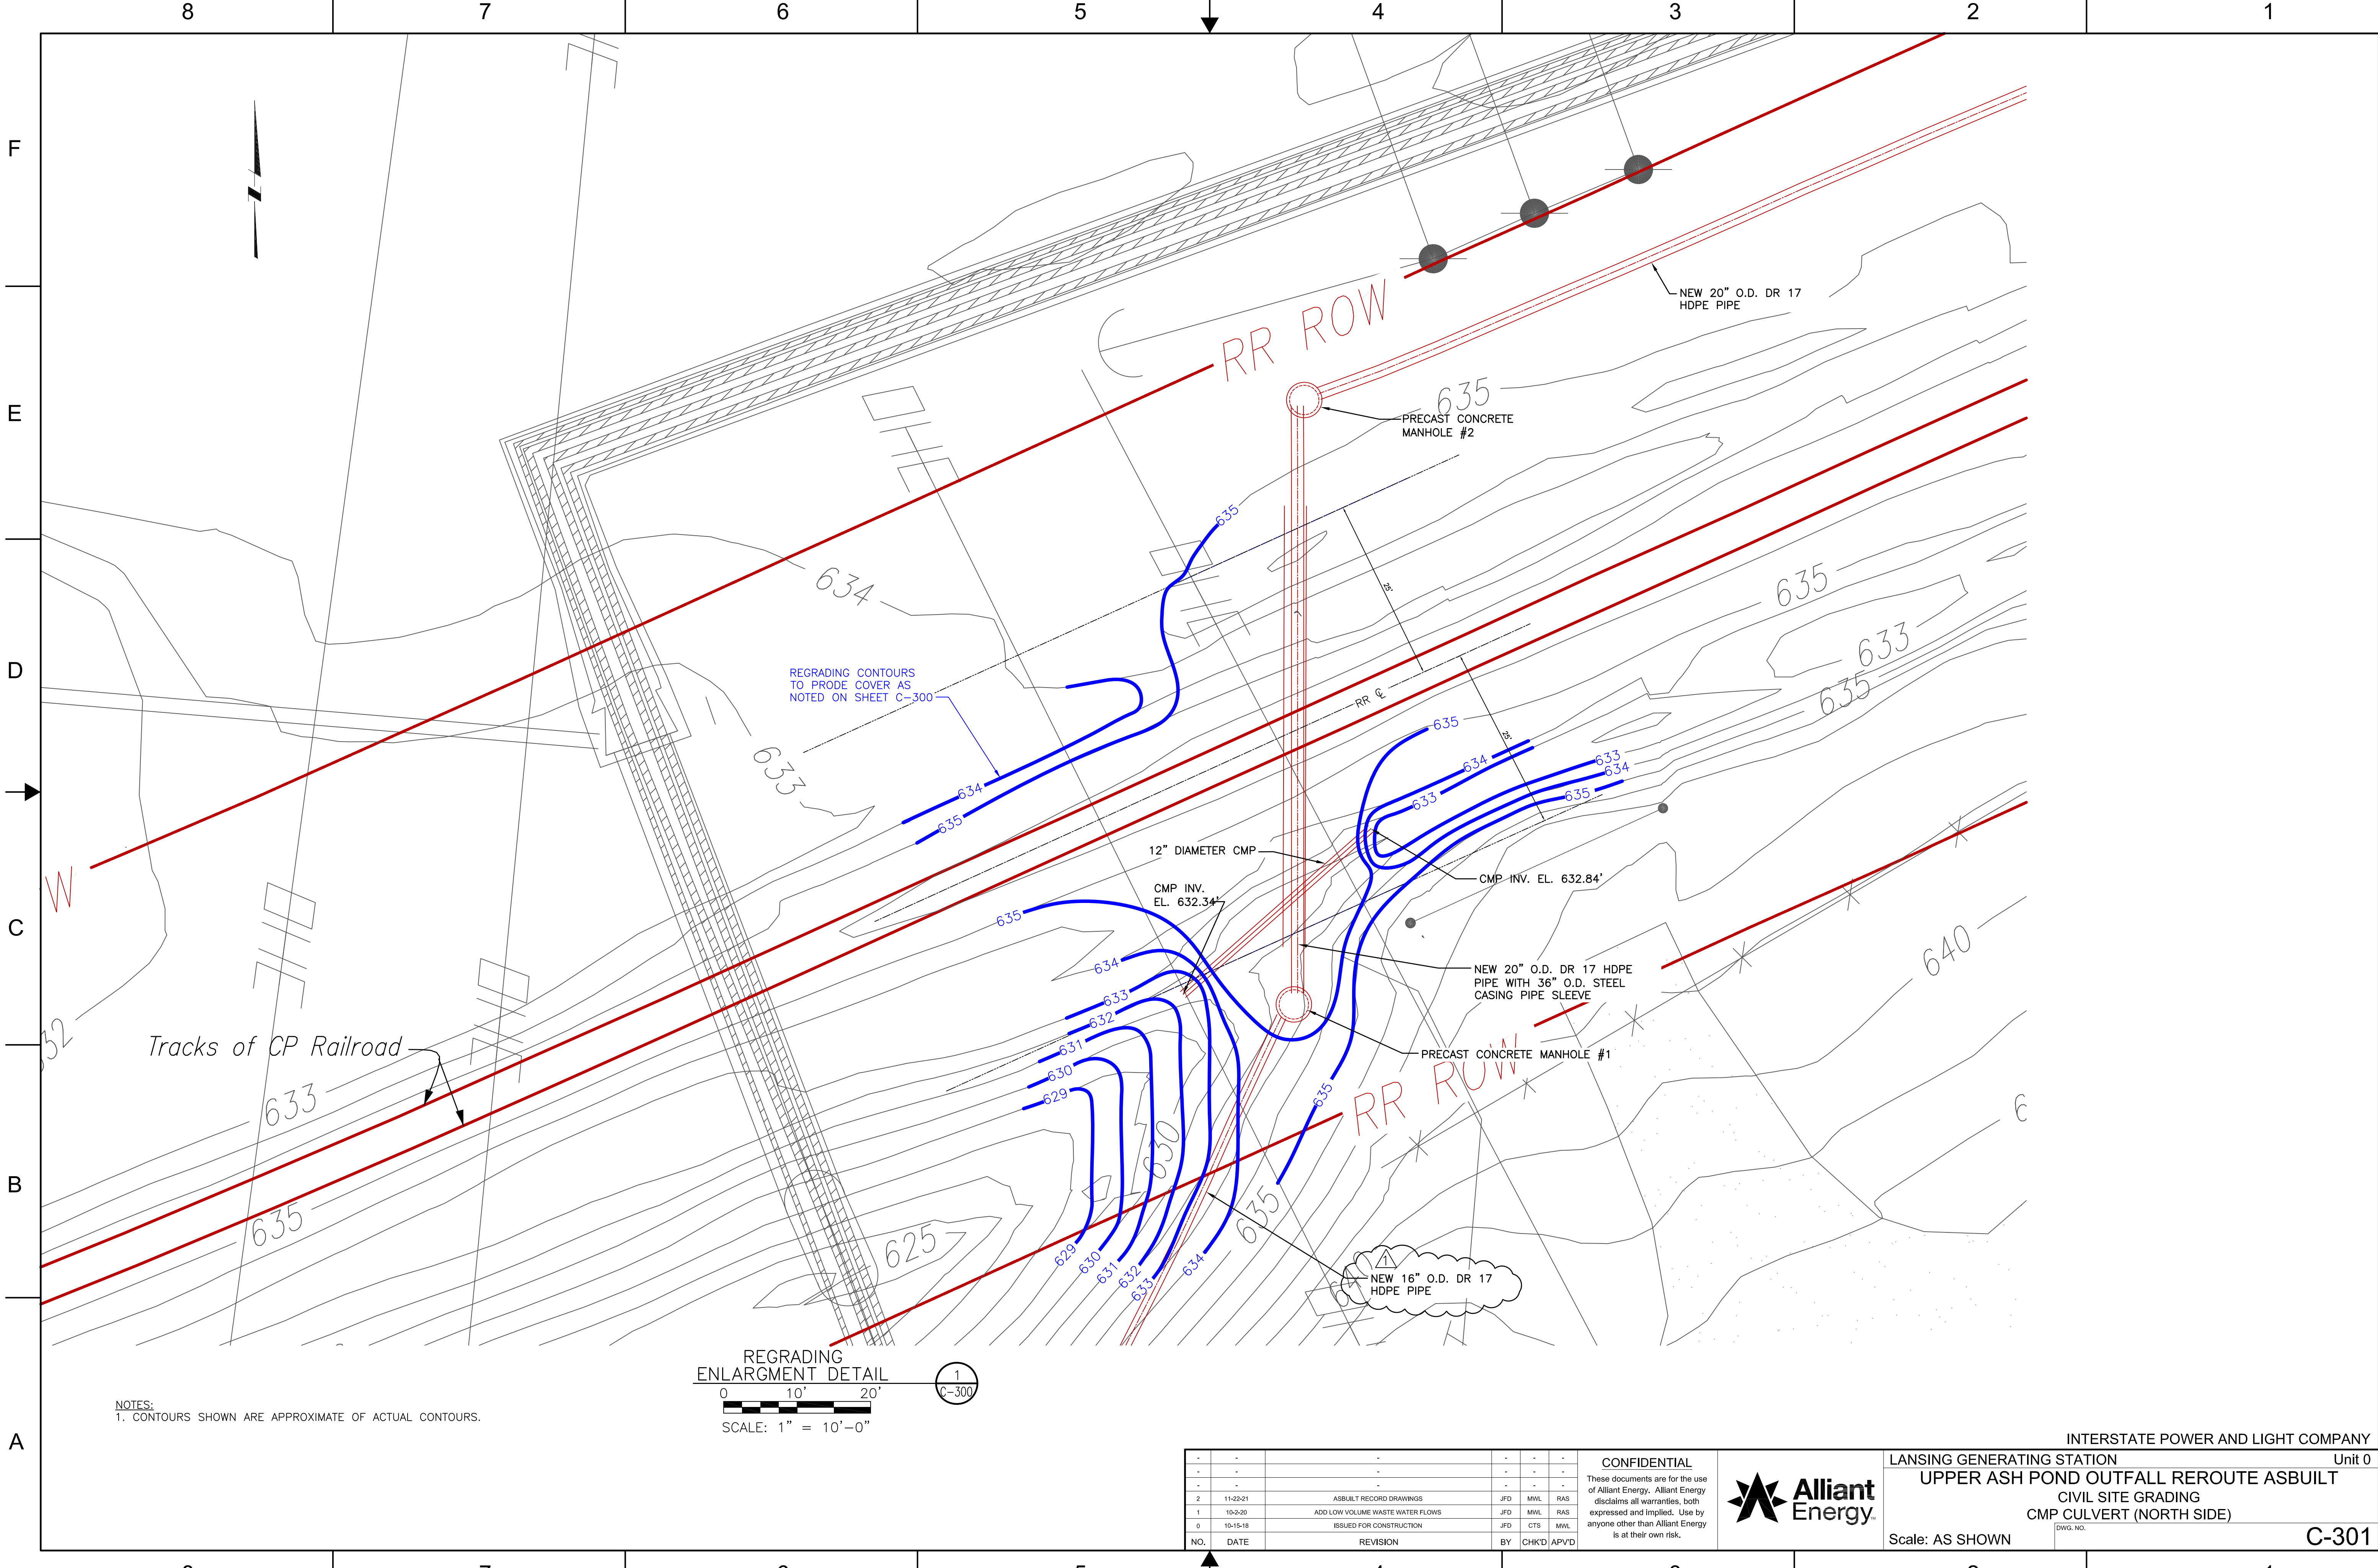 8 7 6 5 4 3 2 1
F
E
D
C
B
A
NEW 20" O.D. DR 17
HDPE PIPE
RR ROW
635
PRECAST CONCRETE
MANHOLE #2
635
634
25'
635
633
635
REGRADING CONTOURS
TO PRODE COVER AS
NOTED ON SHEET C-300
RR ℄
633
634
635
635
25'
634
633
633
634
635
12" DIAMETER CMP
CMP INV.
EL. 632.34'
CMP INV. EL. 632.84'
W
635
634
633
632
631
630
629
640
NEW 20" O.D. DR 17 HDPE
PIPE WITH 36" O.D. STEEL
CASING PIPE SLEEVE
Tracks of CP Railroad
PRECAST CONCRETE MANHOLE #1
RR ROW
633
635
630
635
635
625
629
630
631
632
633
634
1
NEW 16" O.D. DR 17
HDPE PIPE
REGRADING
ENLARGMENT DETAIL
1
C-300
0 10' 20'
SCALE: 1" = 10'-0"
NOTES:
1. CONTOURS SHOWN ARE APPROXIMATE OF ACTUAL CONTOURS.
INTERSTATE POWER AND LIGHT COMPANY
- - - - - -
- - - - - -
- - - - - -
2 11-22-21 ASBUILT RECORD DRAWINGS JFD MWL RAS
1 10-2-20 ADD LOW VOLUME WASTE WATER FLOWS JFD MWL RAS
0 10-15-18 ISSUED FOR CONSTRUCTION JFD CTS MWL
NO. DATE REVISION BY CHK'D APV'D
CONFIDENTIAL
These documents are for the use
of Alliant Energy. Alliant Energy
disclaims all warranties, both
expressed and implied. Use by
anyone other than Alliant Energy
is at their own risk.
Alliant
Energy
LANSING GENERATING STATION Unit 0
UPPER ASH POND OUTFALL REROUTE ASBUILT
CIVIL SITE GRADING
CMP CULVERT (NORTH SIDE)
Scale: AS SHOWN
DWG. NO.
C-301